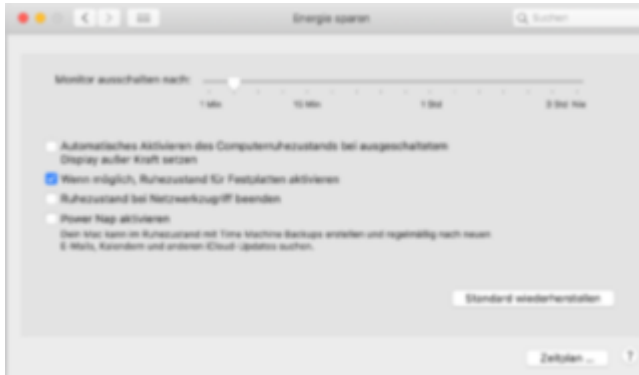 Energie sparen
Suchen
Monitor ausschalten nach:
1 Min 15 Min 1 Std 3 Std Nie
Automatisches Aktivieren des Computerruhezustands bei ausgeschaltetem
Display außer Kraft setzen
Wenn möglich, Ruhezustand für Festplatten aktivieren
Ruhezustand bei Netzwerkzugriff beenden
Power Nap aktivieren
Dein Mac kann im Ruhezustand mit Time Machine Backups erstellen und regelmäßig nach neuen
E-Mails, Kalendern und anderen iCloud-Updates suchen.
Standard wiederherstellen
Zeitplan ...
?